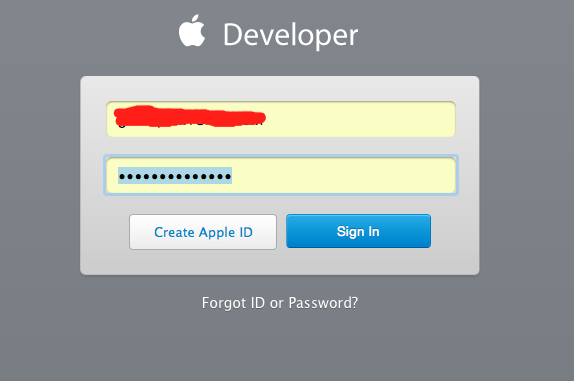 Developer
Create Apple ID
Sign In
Forgot ID or Password?